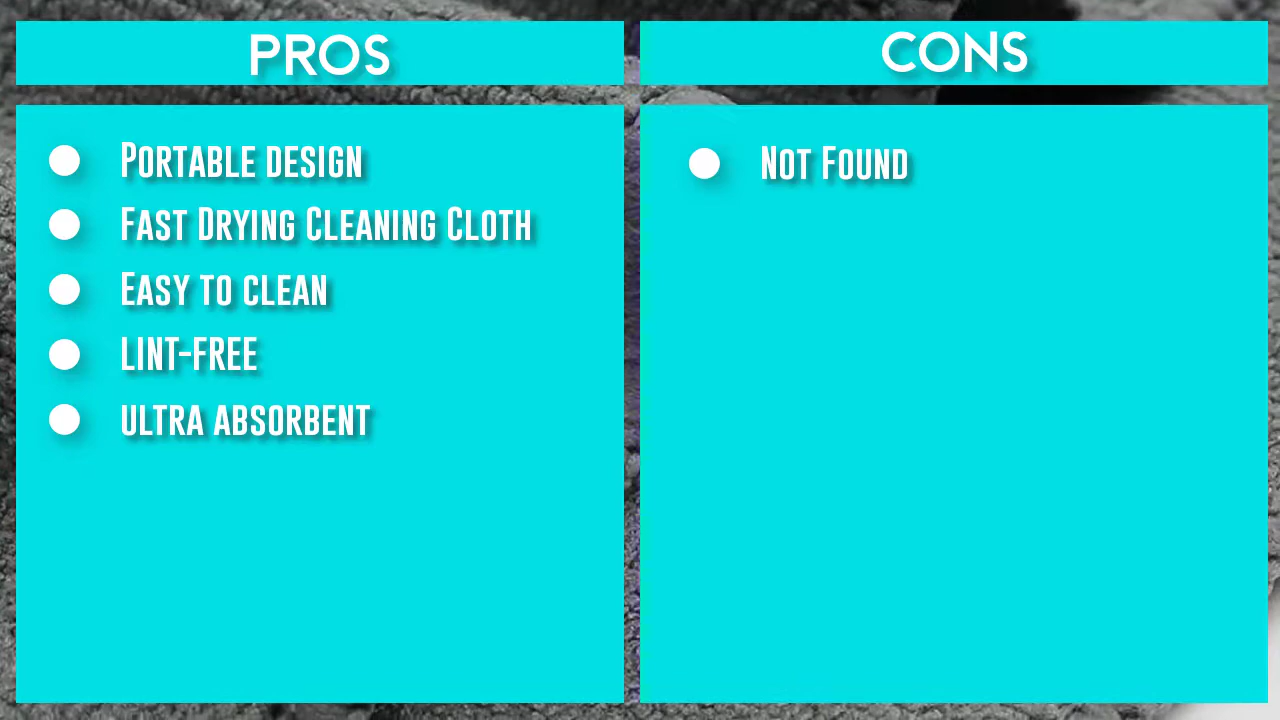 PROS
Portable design
Fast Drying Cleaning Cloth
Easy to clean
LINT-FREE
ultra absorbent
CONS
Not Found